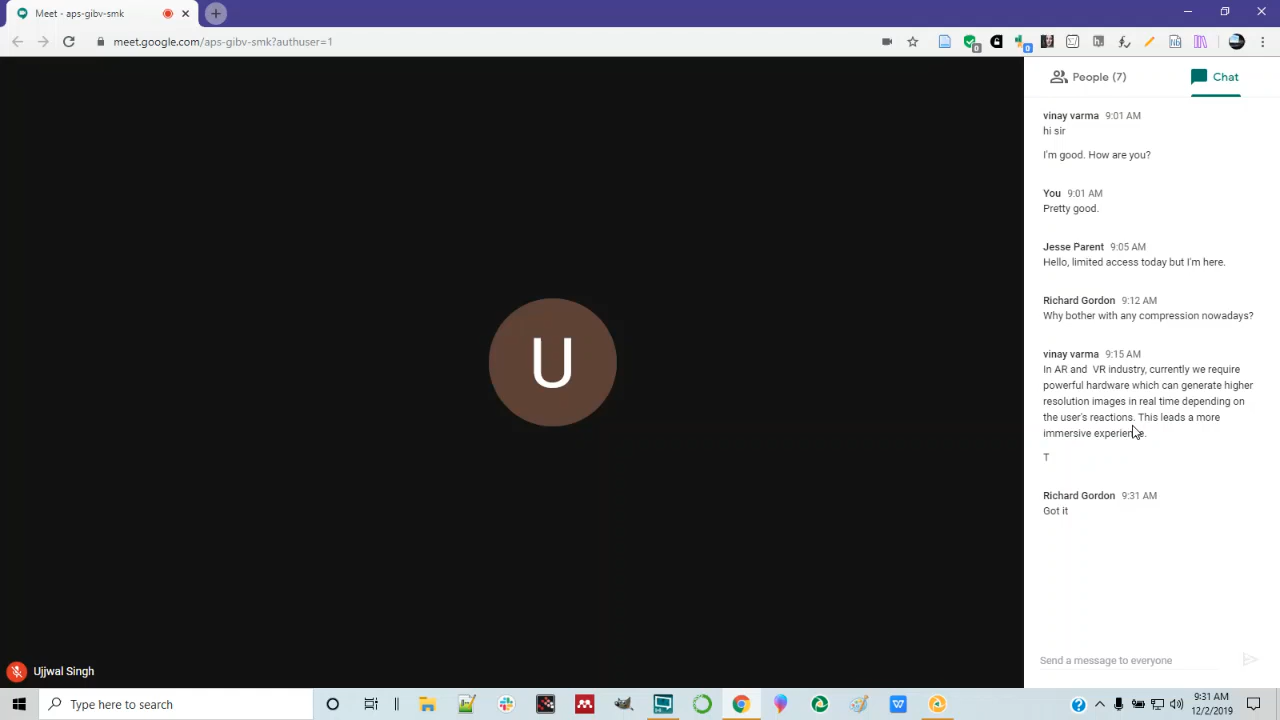 Meet - aps-gibv-smk
meet.google.com/aps-gibv-smk?authuser=1
People (7)
Chat
vinay varma 9:01 AM
hi sir
I'm good. How are you?
You 9:01 AM
Pretty good.
Jesse Parent 9:05 AM
Hello, limited access today but I'm here.
Richard Gordon 9:12 AM
Why bother with any compression nowadays?
vinay varma 9:15 AM
In AR and VR industry, currently we require
powerful hardware which can generate higher
resolution images in real time depending on
the user's reactions. This leads a more
immersive experience.
T
Richard Gordon 9:31 AM
Got it
U
Ujjwal Singh
Send a message to everyone
Type here to search
9:31 AM
12/2/2019